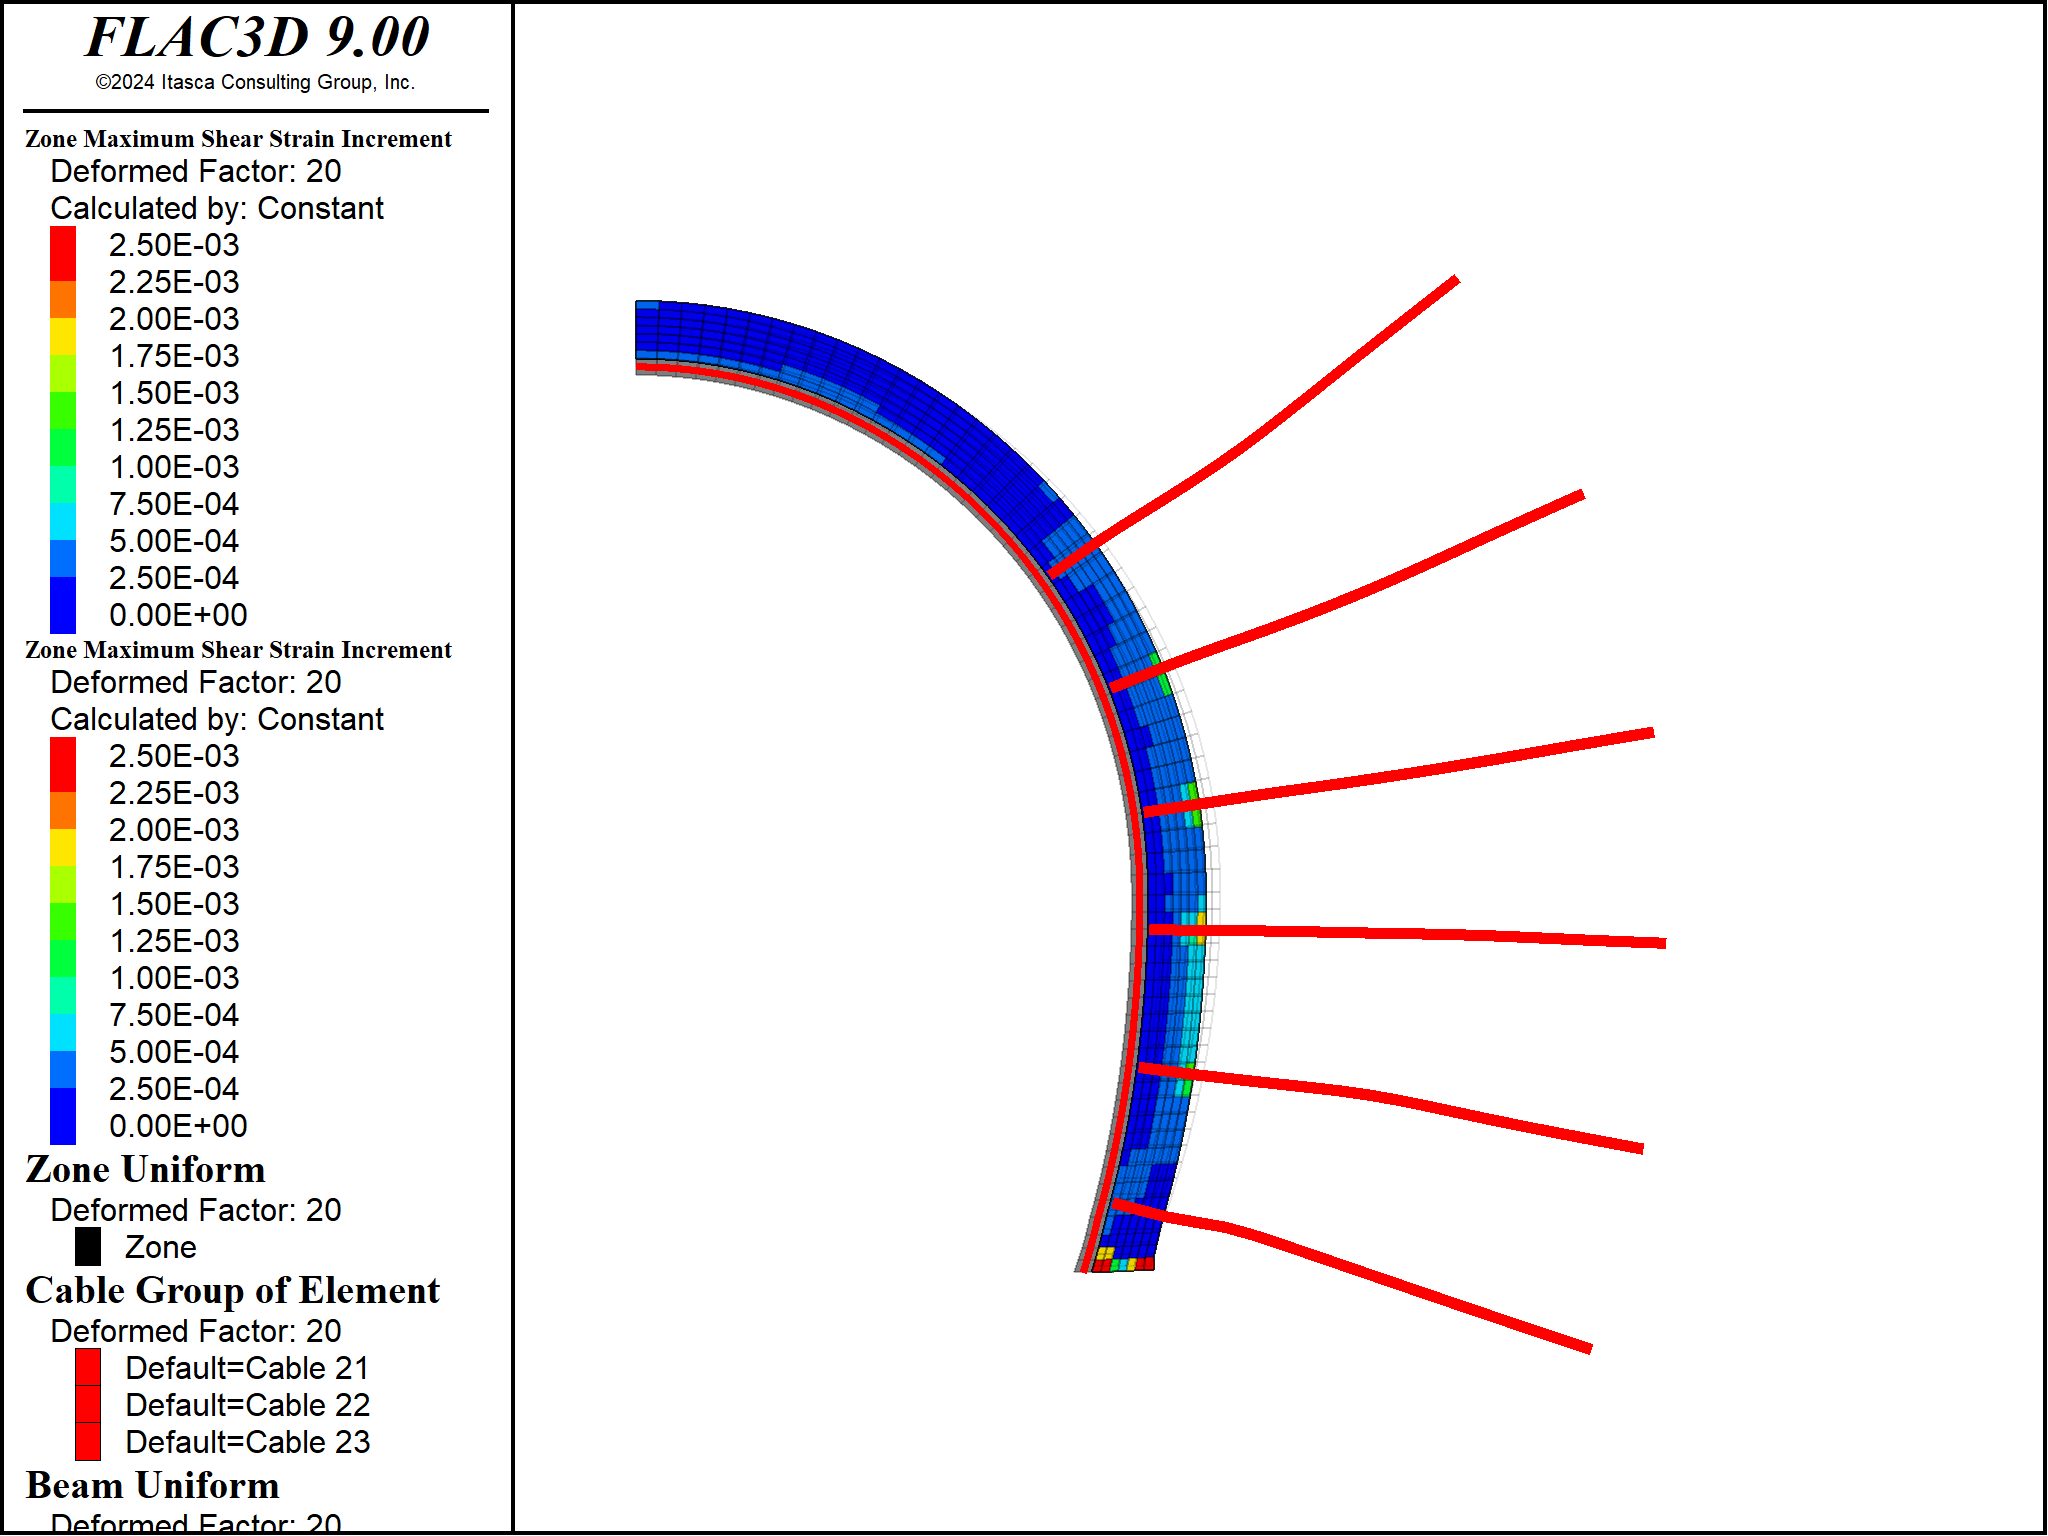 FLAC3D 9.00
©2024 Itasca Consulting Group, Inc.
Zone Maximum Shear Strain Increment
Deformed Factor: 20
Calculated by: Constant
2.50E-03
2.25E-03
2.00E-03
1.75E-03
1.50E-03
1.25E-03
1.00E-03
7.50E-04
5.00E-04
2.50E-04
0.00E+00
Zone Maximum Shear Strain Increment
Deformed Factor: 20
Calculated by: Constant
2.50E-03
2.25E-03
2.00E-03
1.75E-03
1.50E-03
1.25E-03
1.00E-03
7.50E-04
5.00E-04
2.50E-04
0.00E+00
Zone Uniform
Deformed Factor: 20
Zone
Cable Group of Element
Deformed Factor: 20
Default=Cable 21
Default=Cable 22
Default=Cable 23
Beam Uniform
Deformed Factor: 20